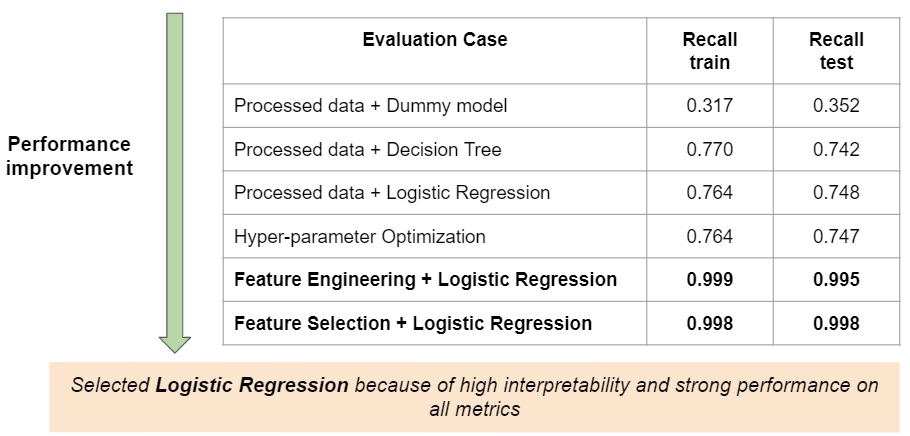 Performance
improvement
Evaluation Case Recall train Recall test
Processed data + Dummy model 0.317 0.352
Processed data + Decision Tree 0.770 0.742
Processed data + Logistic Regression 0.764 0.748
Hyper-parameter Optimization 0.764 0.747
Feature Engineering + Logistic Regression 0.999 0.995
Feature Selection + Logistic Regression 0.998 0.998
Selected Logistic Regression because of high interpretability and strong performance on
all metrics